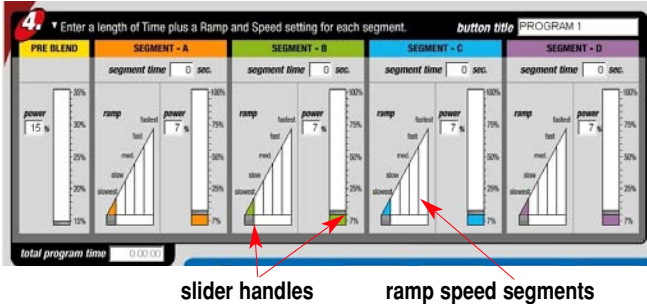 4. ▼ Enter a length of Time plus a Ramp and Speed setting for each segment. button title PROGRAM 1
PRE BLEND SEGMENT - A SEGMENT - B SEGMENT - C SEGMENT - D
segment time 0 sec. segment time 0 sec. segment time 0 sec. segment time 0 sec.
35% 100% 100% 100% 100%
power ramp fastest power ramp fastest power ramp fastest power ramp fastest power
15 % 30% fast 7 % 70% fast 7 % 70% fast 7 % 70% fast 7 % 70%
med. med. med. med.
25% 50% 50% 50% 50%
slow slow slow slow
20% slowest 25% slowest 25% slowest 25% slowest 25%
15% 7% 7% 7% 7%
total program time 0:00:00
slider handles ramp speed segments